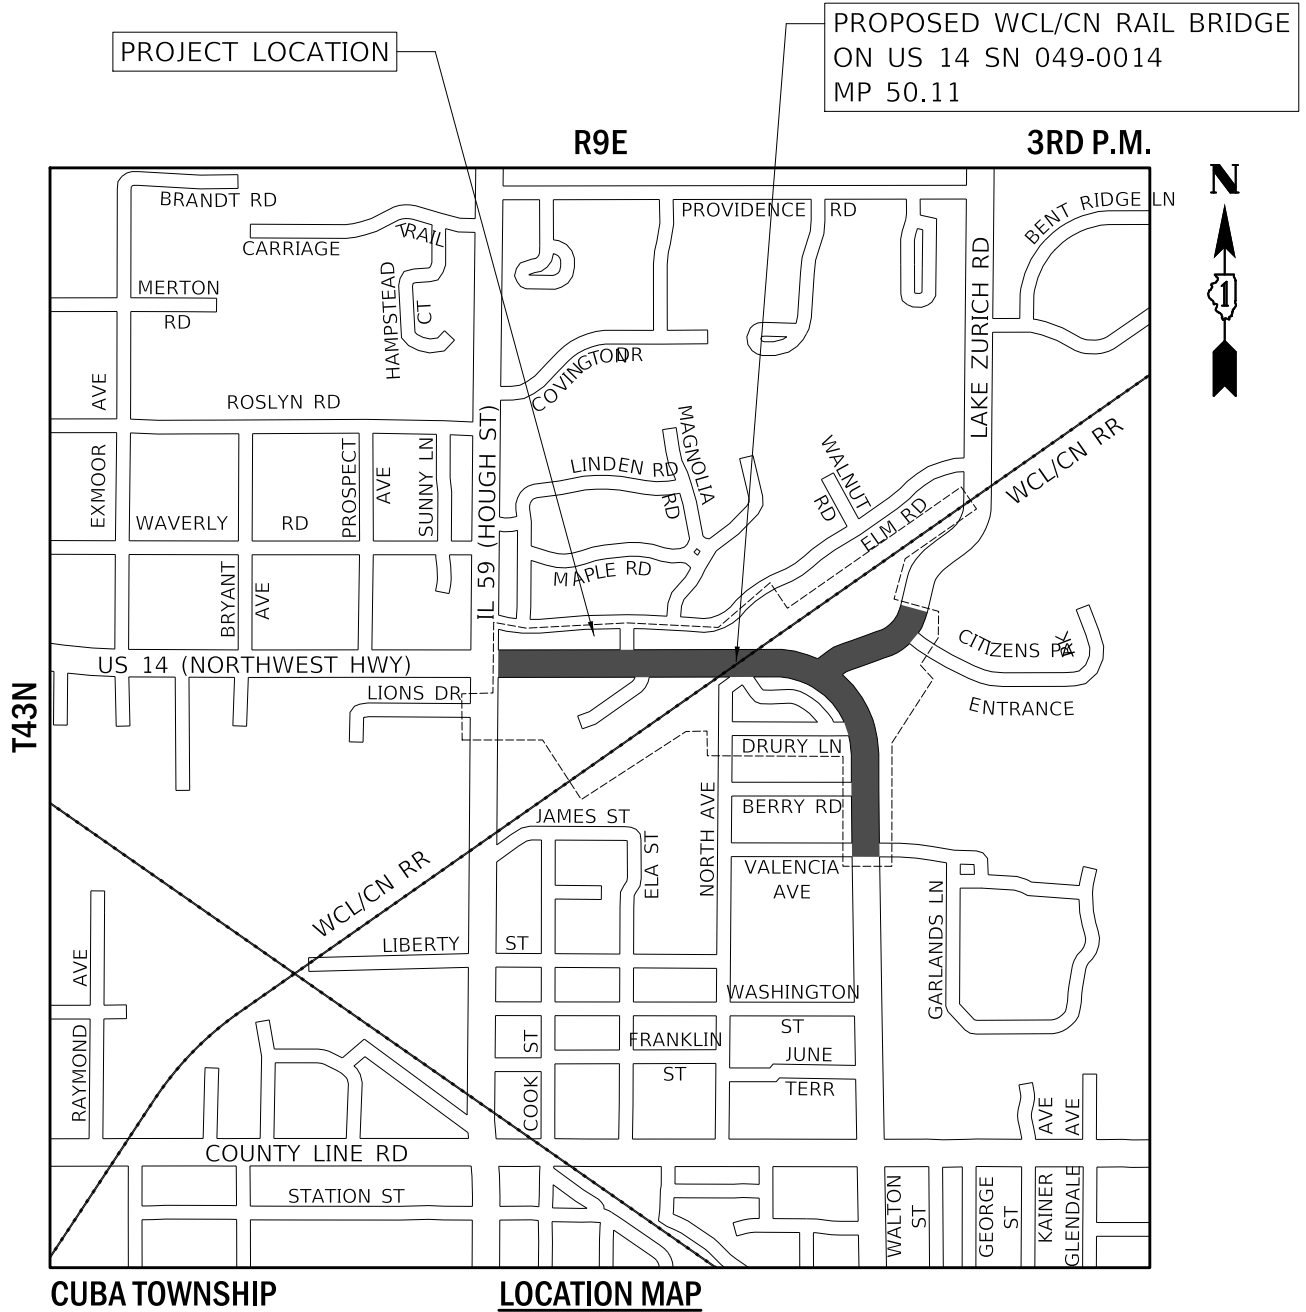 PROJECT LOCATION
PROPOSED WCL/CN RAIL BRIDGE
ON US 14 SN 049-0014
MP 50.11
R9E
3RD P.M.
N
1
BRANDT RD
CARRIAGE
TRAIL
PROVIDENCE RD
BENT RIDGE LN
MERTON
RD
HAMPSTEAD
CT
LAKE ZURICH RD
COVINGTON DR
AVE
EXMOOR
ROSLYN RD
PROSPECT
AVE
SUNNY LN
IL 59 (HOUGH ST)
LINDEN RD
MAGNOLIA
RD
WALNUT
RD
ELM RD
WCL/CN RR
WAVERLY RD
BRYANT
AVE
MAPLE RD
US 14 (NORTHWEST HWY)
LIONS DR
CITIZENS PK
ENTRANCE
T43N
DRURY LN
BERRY RD
JAMES ST
ELA ST
NORTH AVE
VALENCIA
AVE
WCL/CN RR
GARLANDS LN
LIBERTY ST
AVE
RAYMOND
WASHINGTON
ST
FRANKLIN
ST
ST
COOK
JUNE
TERR
COUNTY LINE RD
STATION ST
WALTON
ST
GEORGE
ST
AVE
KAINER
AVE
GLENDALE
CUBA TOWNSHIP
LOCATION MAP